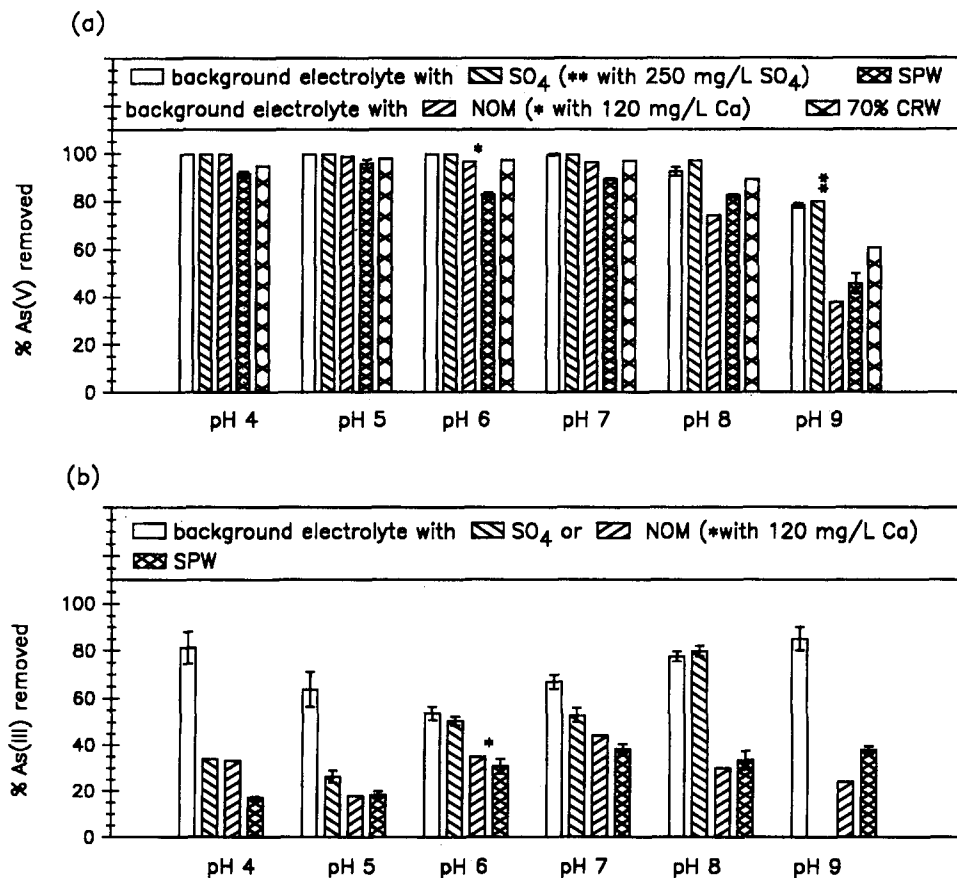 (a)
background electrolyte with SO4 (** with 250 mg/L SO4) SPW
background electrolyte with NOM (* with 120 mg/L Ca) 70% CRW
% As(V) removed
100
80
60
40
20
0
*
**
pH 4 pH 5 pH 6 pH 7 pH 8 pH 9
(b)
background electrolyte with SO4 or NOM (*with 120 mg/L Ca)
SPW
% As(III) removed
100
80
60
40
20
0
*
pH 4 pH 5 pH 6 pH 7 pH 8 pH 9